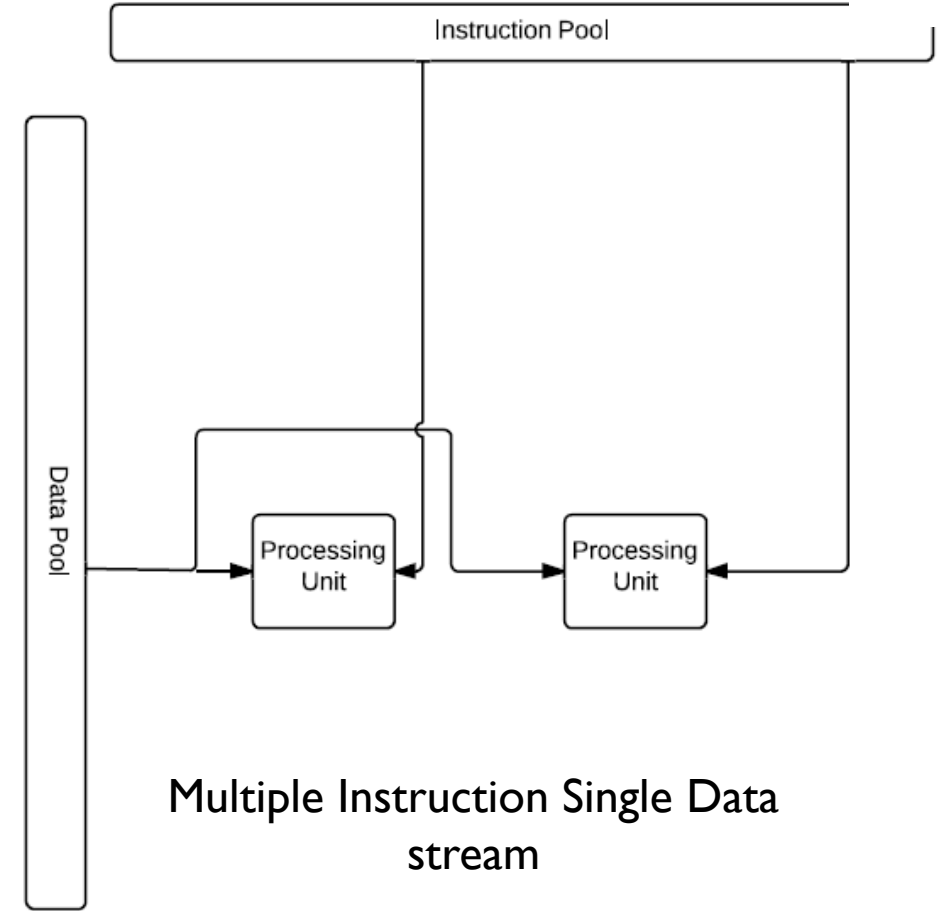 Instruction Pool
Data Pool
Processing
Unit
Processing
Unit
Multiple Instruction Single Data
stream